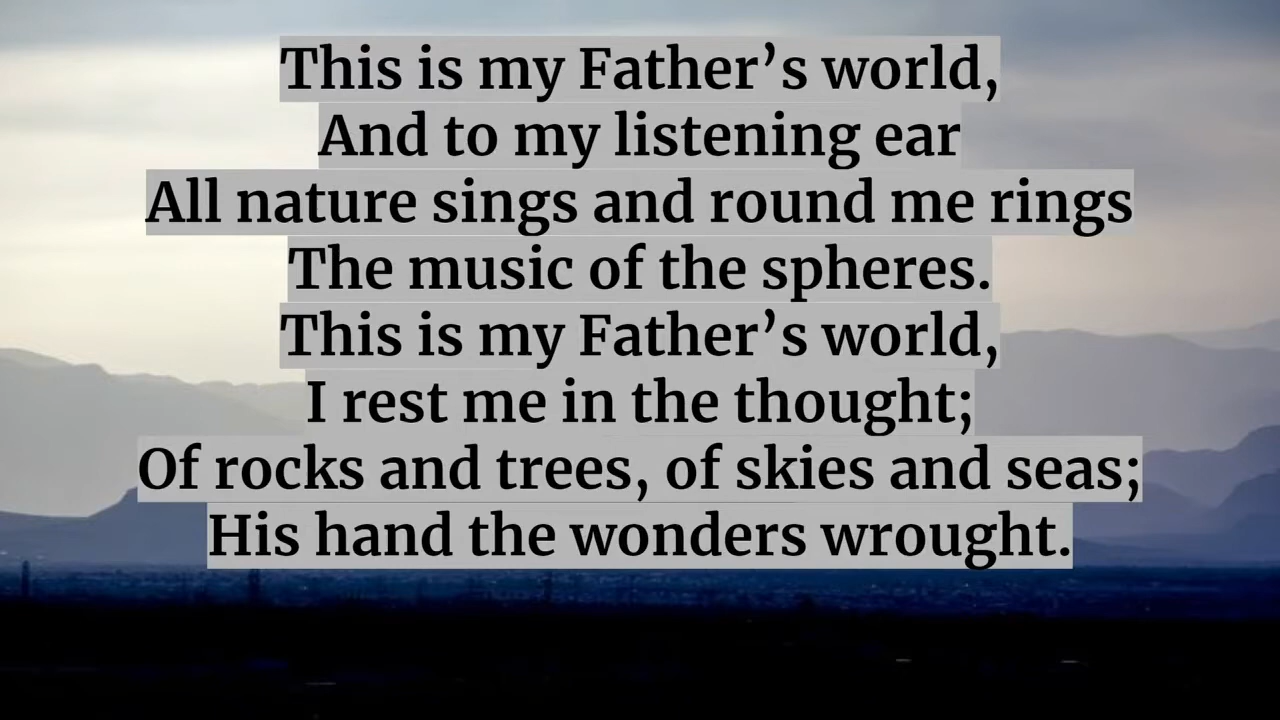 This is my Father’s world,
And to my listening ear
All nature sings and round me rings
The music of the spheres.
This is my Father’s world,
I rest me in the thought;
Of rocks and trees, of skies and seas;
His hand the wonders wrought.